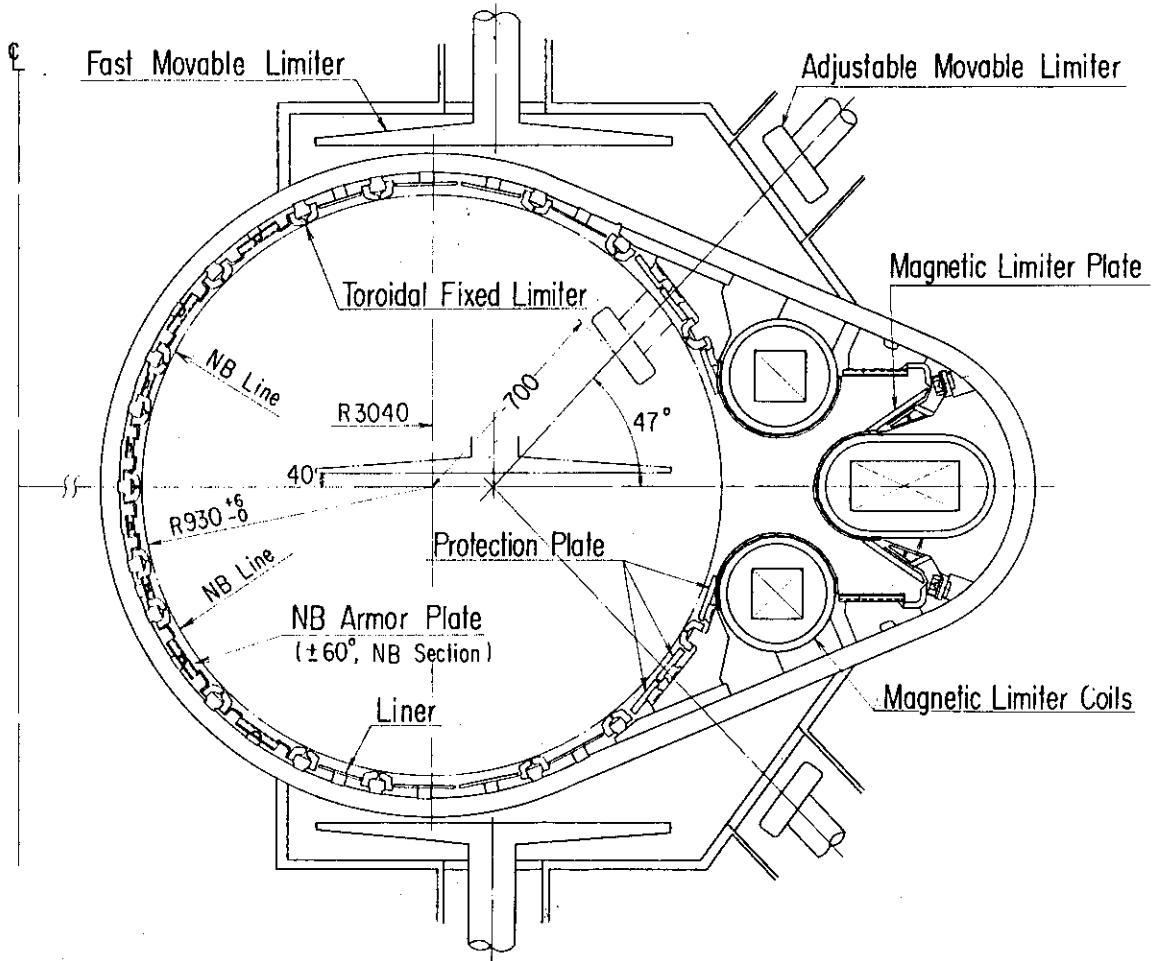 ℄
Fast Movable Limiter
Adjustable Movable Limiter
Magnetic Limiter Plate
Toroidal Fixed Limiter
NB Line
R3040
700
47°
40
R930 +6 -0
NB Line
Protection Plate
NB Armor Plate
(±60°, NB Section)
Liner
Magnetic Limiter Coils